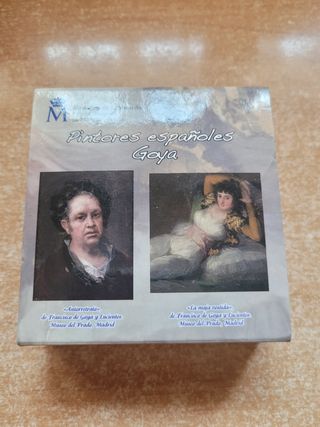 M
Pintores españoles
Goya
«Autorretrato»
de Francisco de Goya y Lucientes
Museo del Prado. Madrid
«La maja vestida»
de Francisco de Goya y Lucientes
Museo del Prado. Madrid